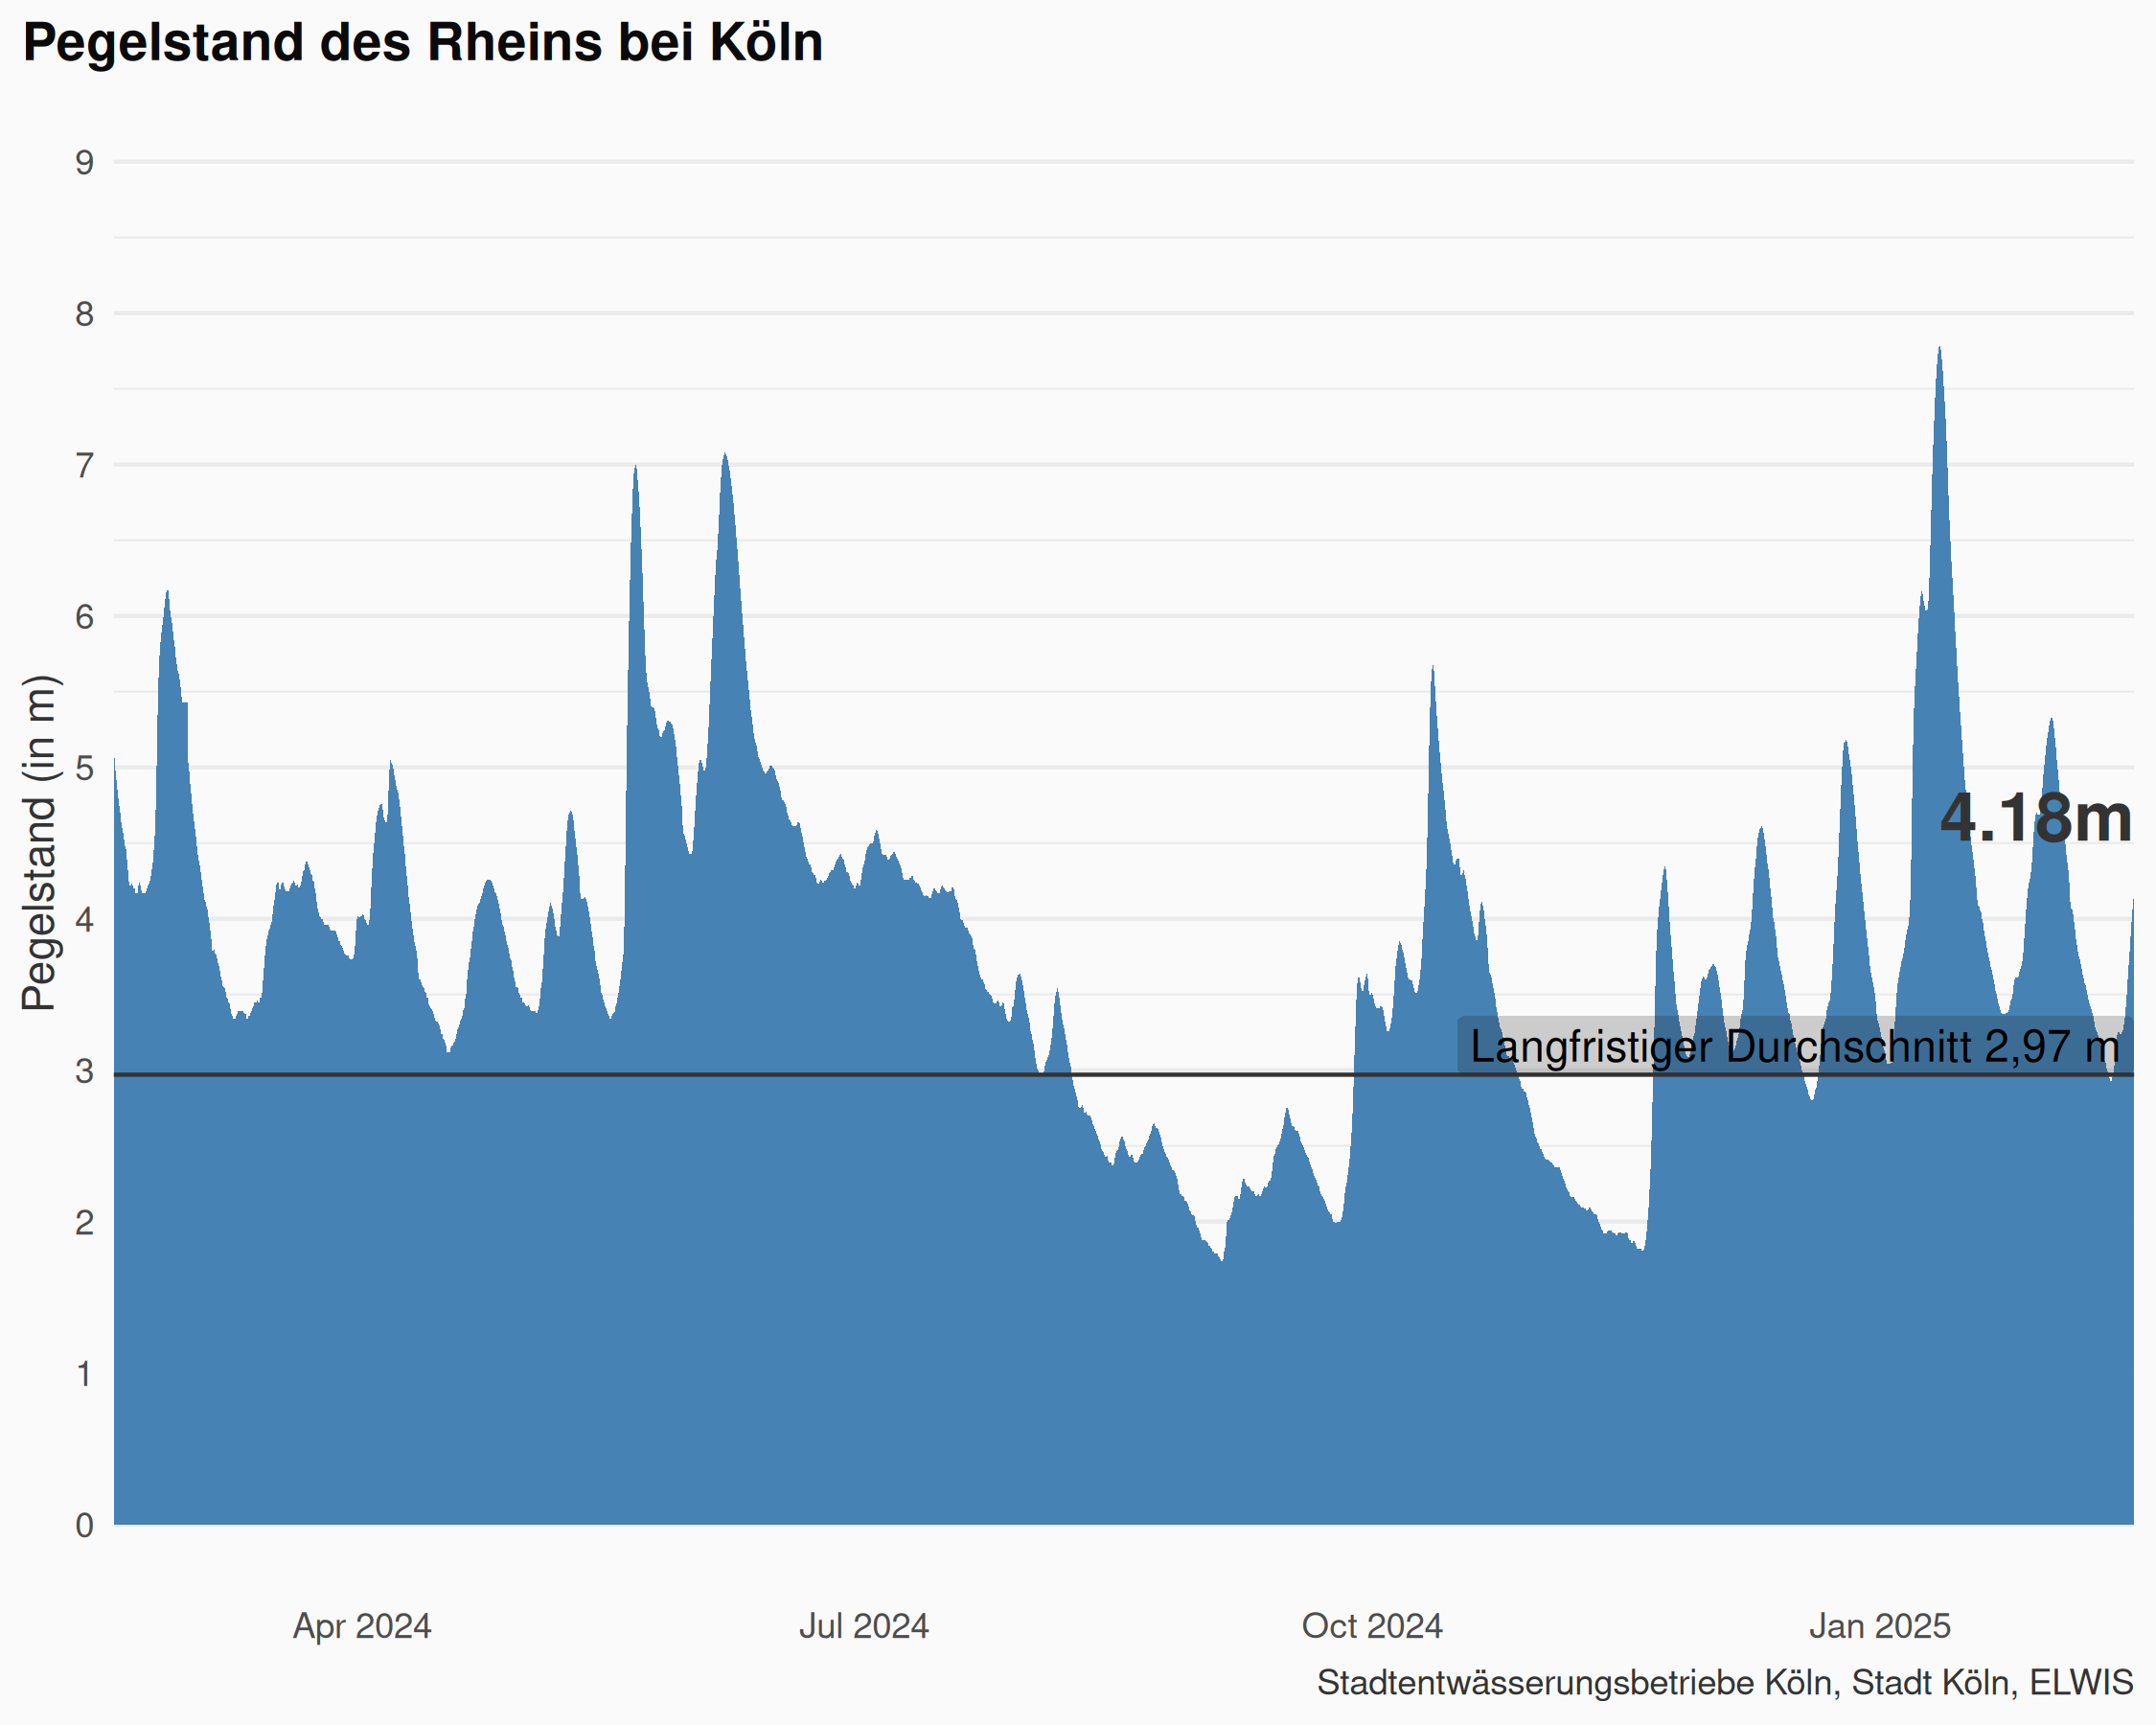 Pegelstand des Rheins bei Köln
9
8
7
6
5
4
3
2
1
0
Pegelstand (in m)
4.18m
Langfristiger Durchschnitt 2,97 m
Apr 2024
Jul 2024
Oct 2024
Jan 2025
Stadtentwässerungsbetriebe Köln, Stadt Köln, ELWIS